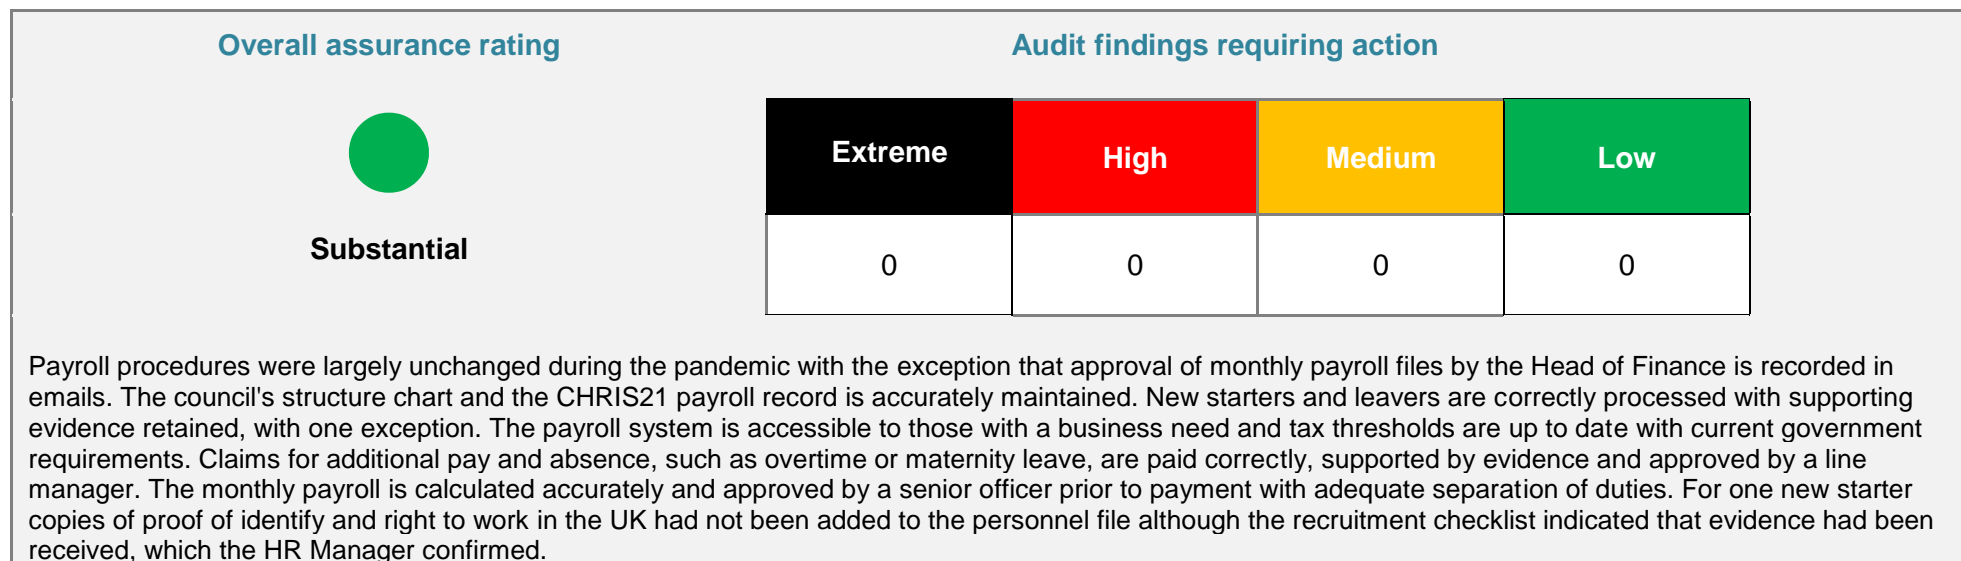 Overall assurance rating
Audit findings requiring action
Extreme
High
Medium
Low
Substantial
0
0
0
0
Payroll procedures were largely unchanged during the pandemic with the exception that approval of monthly payroll files by the Head of Finance is recorded in
emails. The council's structure chart and the CHRIS21 payroll record is accurately maintained. New starters and leavers are correctly processed with supporting
evidence retained, with one exception. The payroll system is accessible to those with a business need and tax thresholds are up to date with current government
requirements. Claims for additional pay and absence, such as overtime or maternity leave, are paid correctly, supported by evidence and approved by a line
manager. The monthly payroll is calculated accurately and approved by a senior officer prior to payment with adequate separation of duties. For one new starter
copies of proof of identify and right to work in the UK had not been added to the personnel file although the recruitment checklist indicated that evidence had been
received, which the HR Manager confirmed.